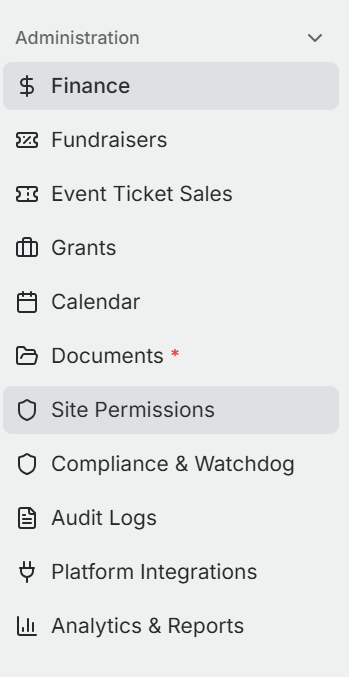 Administration
Finance
Fundraisers
Event Ticket Sales
Grants
Calendar
Documents *
Site Permissions
Compliance & Watchdog
Audit Logs
Platform Integrations
Analytics & Reports